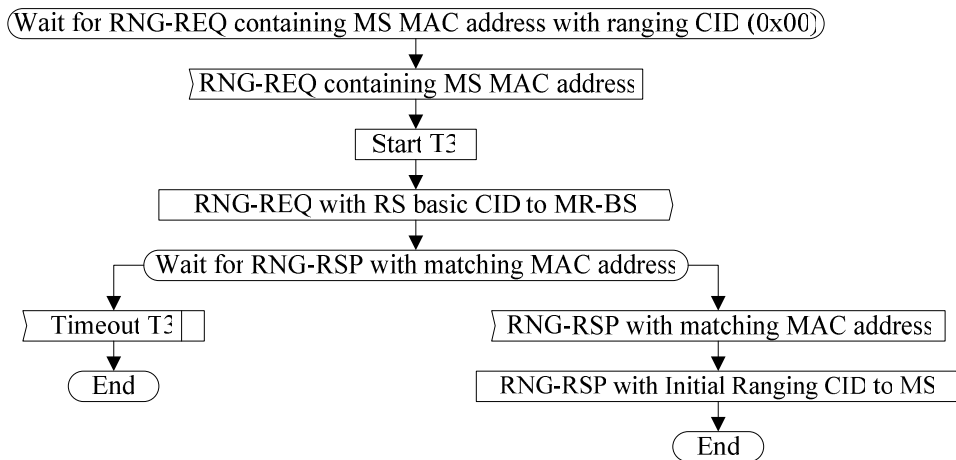 Wait for RNG-REQ containing MS MAC address with ranging CID (0x00)
RNG-REQ containing MS MAC address
Start T3
RNG-REQ with RS basic CID to MR-BS
Wait for RNG-RSP with matching MAC address
Timeout T3
RNG-RSP with matching MAC address
End
RNG-RSP with Initial Ranging CID to MS
End